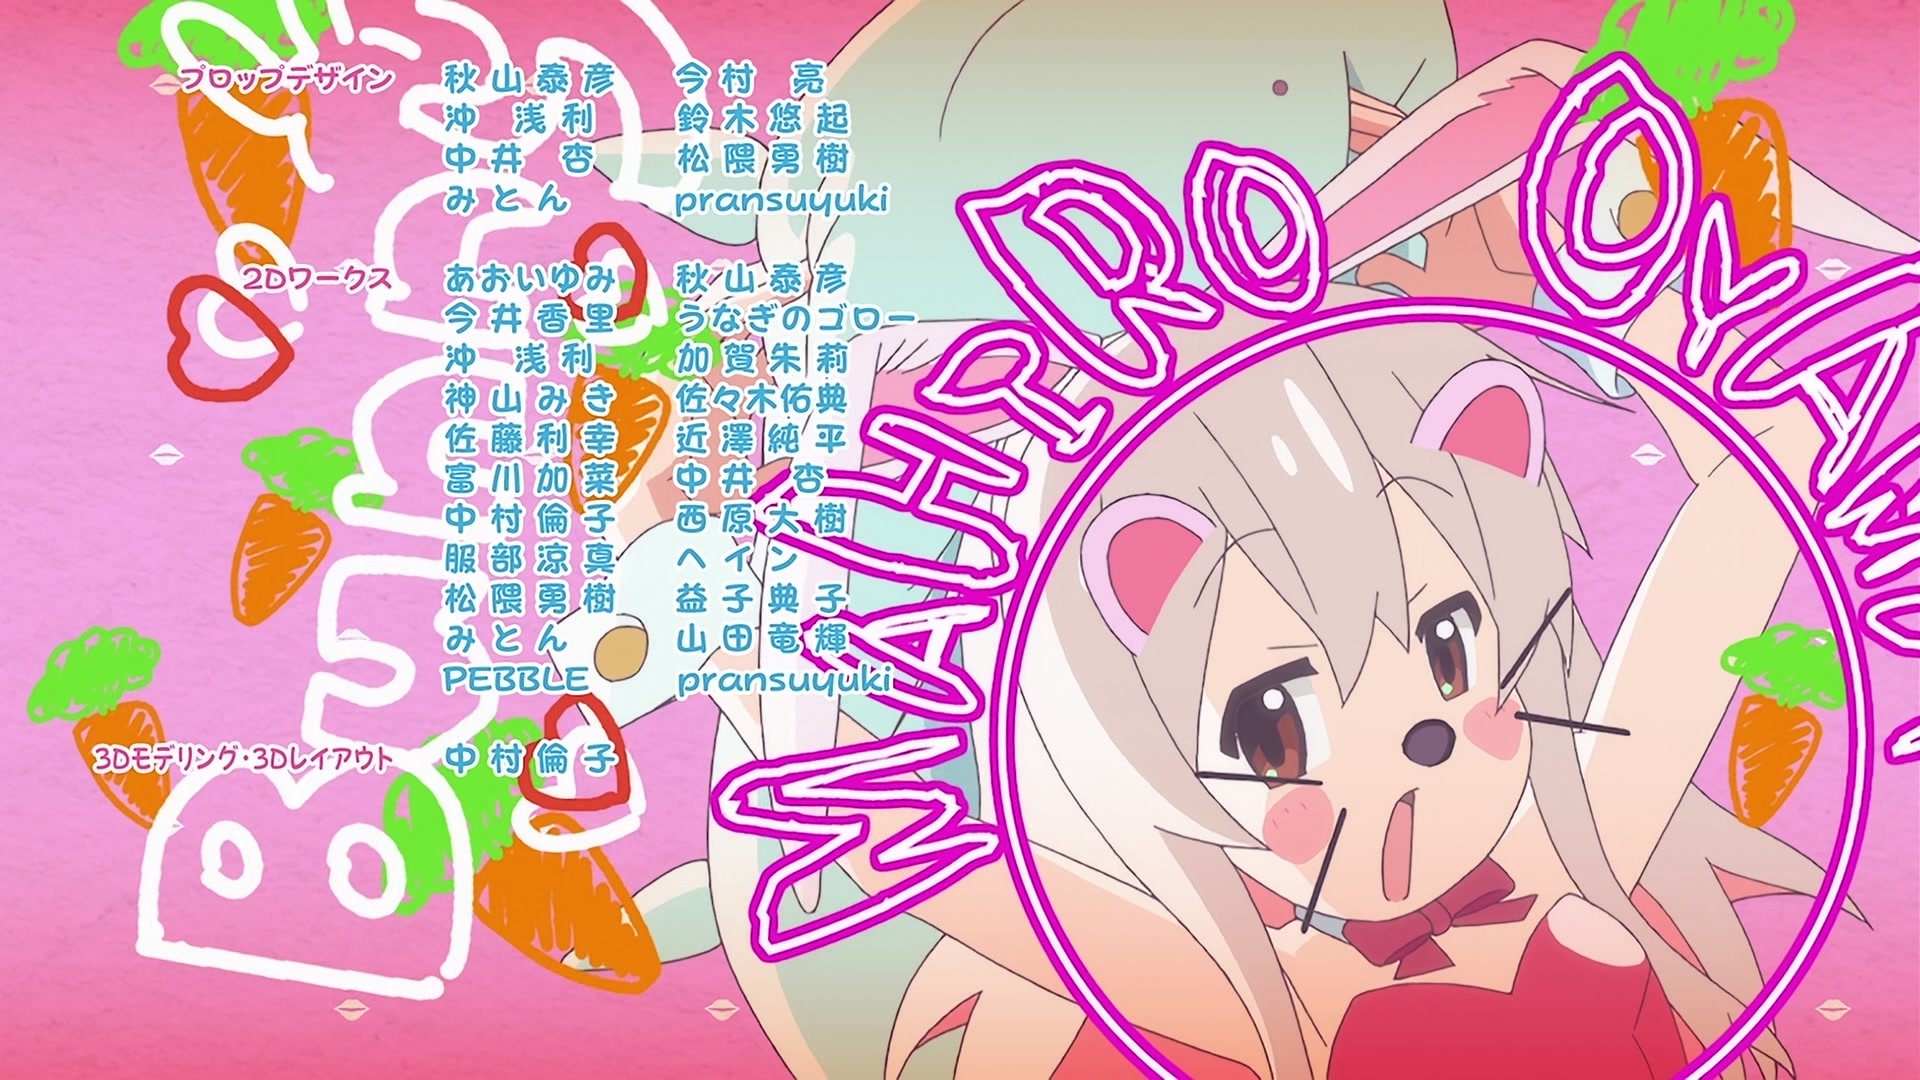 プロップデザイン 秋山泰彦 今村 亮
沖 浅利 鈴木悠起
中井 杏 松隈勇樹
みとん pransuyuki
2Dワークス あおいゆみ 秋山泰彦
今井香里 うなぎのゴロー
沖 浅利 加賀朱莉
神山みき 佐々木佑典
佐藤利幸 近澤純平
富川加菜 中井 杏
中村倫子 西原大樹
服部涼真 ヘイン
松隈勇樹 益子典子
みとん 山田竜輝
PEBBLE pransuyuki
3Dモデリング・3Dレイアウト 中村倫子
MAHIRO OYAMA
Bunny